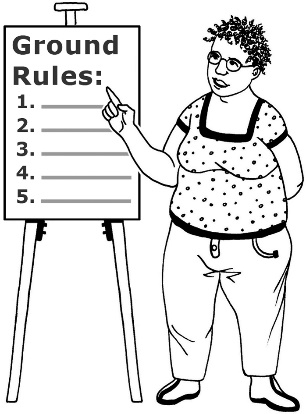 Ground
Rules:
1.
2.
3.
4.
5.